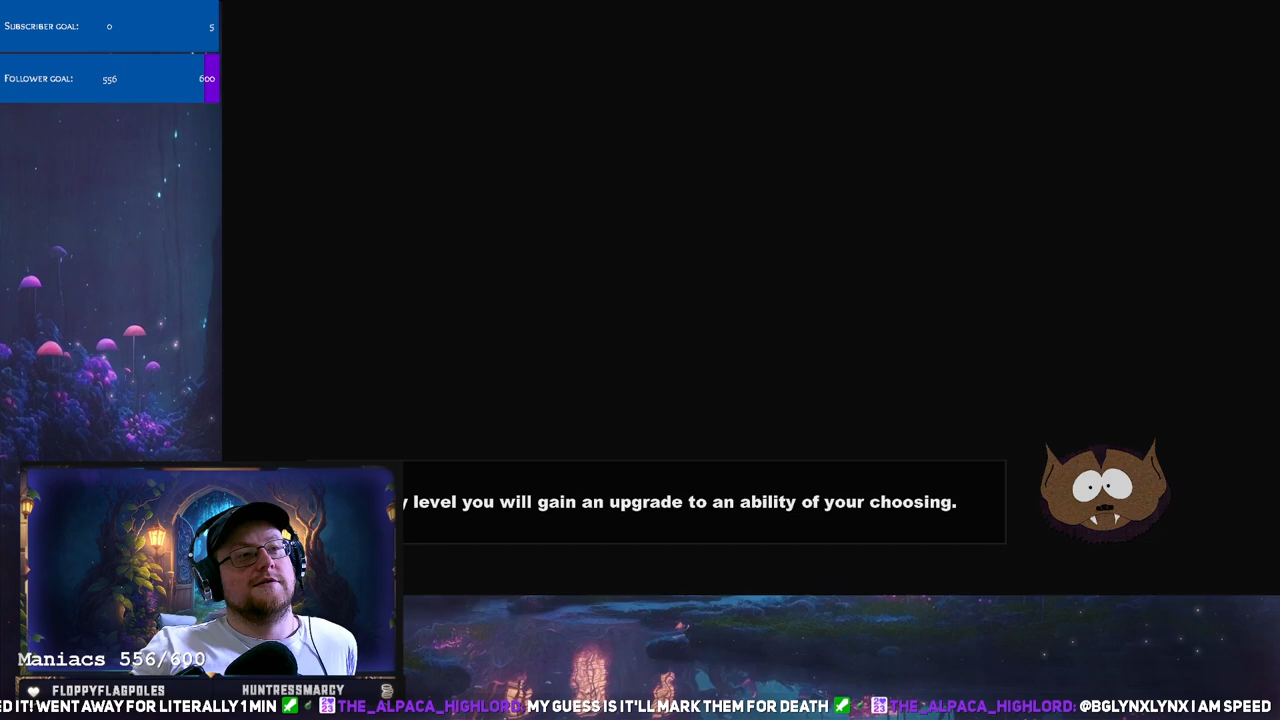 Subscriber goal: 0 5
Follower goal: 556 600
level you will gain an upgrade to an ability of your choosing.
Maniacs 556/600
FLOPPYFLAGPOLES HUNTRESSMARCY
ED IT! WENT AWAY FOR LITERALLY 1 MIN THE_ALPACA_HIGHLORD: MY GUESS IS IT'LL MARK THEM FOR DEATH THE_ALPACA_HIGHLORD: @BGLYNXLYNX I AM SPEED